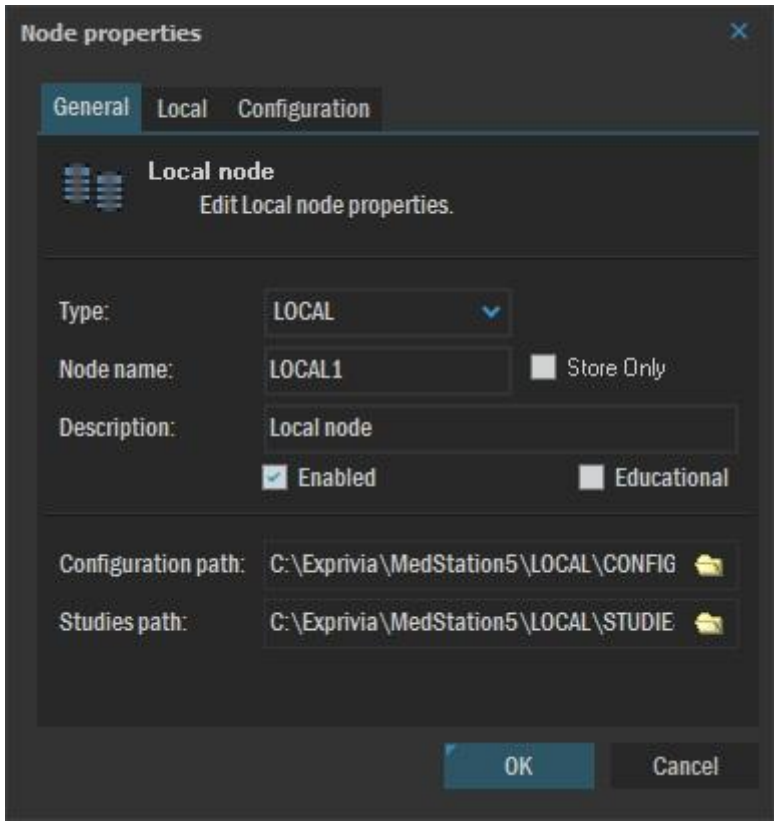 Node properties
General Local Configuration
Local node
Edit Local node properties.
Type: LOCAL
Node name: LOCAL1 Store Only
Description: Local node
Enabled Educational
Configuration path: C:\Exprivia\MedStation5\LOCAL\CONFIG
Studies path: C:\Exprivia\MedStation5\LOCAL\STUDIE
OK Cancel